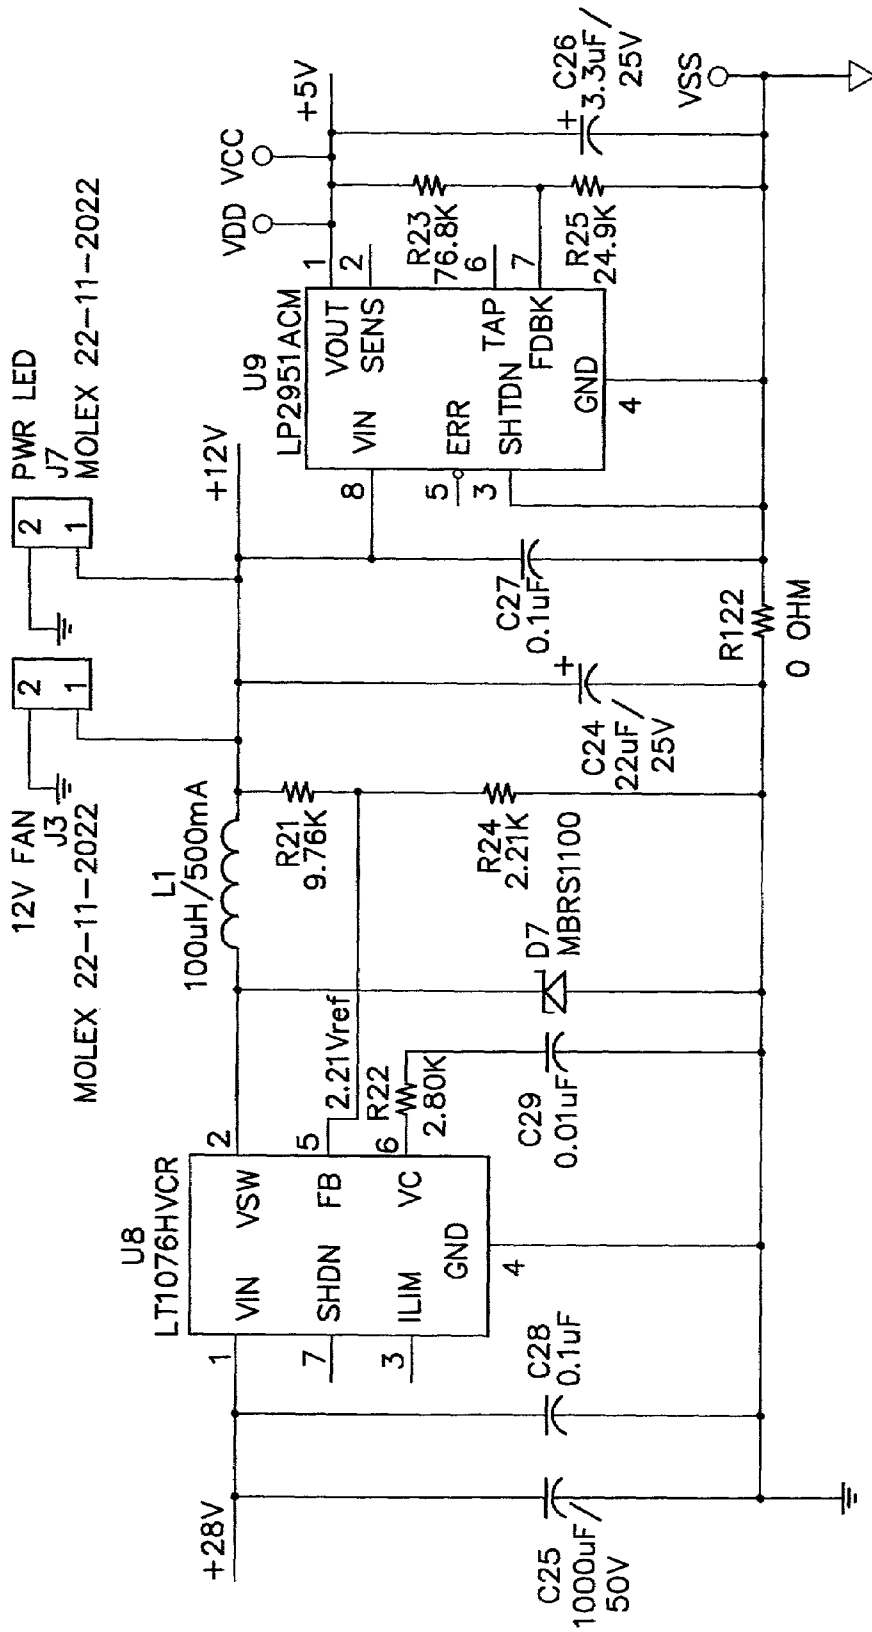 12V FAN
J3
MOLEX 22-11-2022
2
1
PWR LED
J7
MOLEX 22-11-2022
2
1
+28V
C25
1000uF/
50V
C28
0.1uF
U8
LT1076HVCR
1
VIN
7
SHDN
3
ILIM
VSW
2
FB
5
VC
6
GND
4
2.21Vref
R22
2.80K
C29
0.01uF
D7
MBRS1100
L1
100uH/500mA
R21
9.76K
R24
2.21K
C24
+
22uF/
25V
+12V
C27
0.1uF
R122
0 OHM
U9
LP2951ACM
8
VIN
5
ERR
3
SHTDN
VOUT
1
SENS
2
TAP
6
FDBK
7
GND
4
VDD
VCC
+5V
R23
76.8K
R25
24.9K
+
C26
3.3uF/
25V
VSS